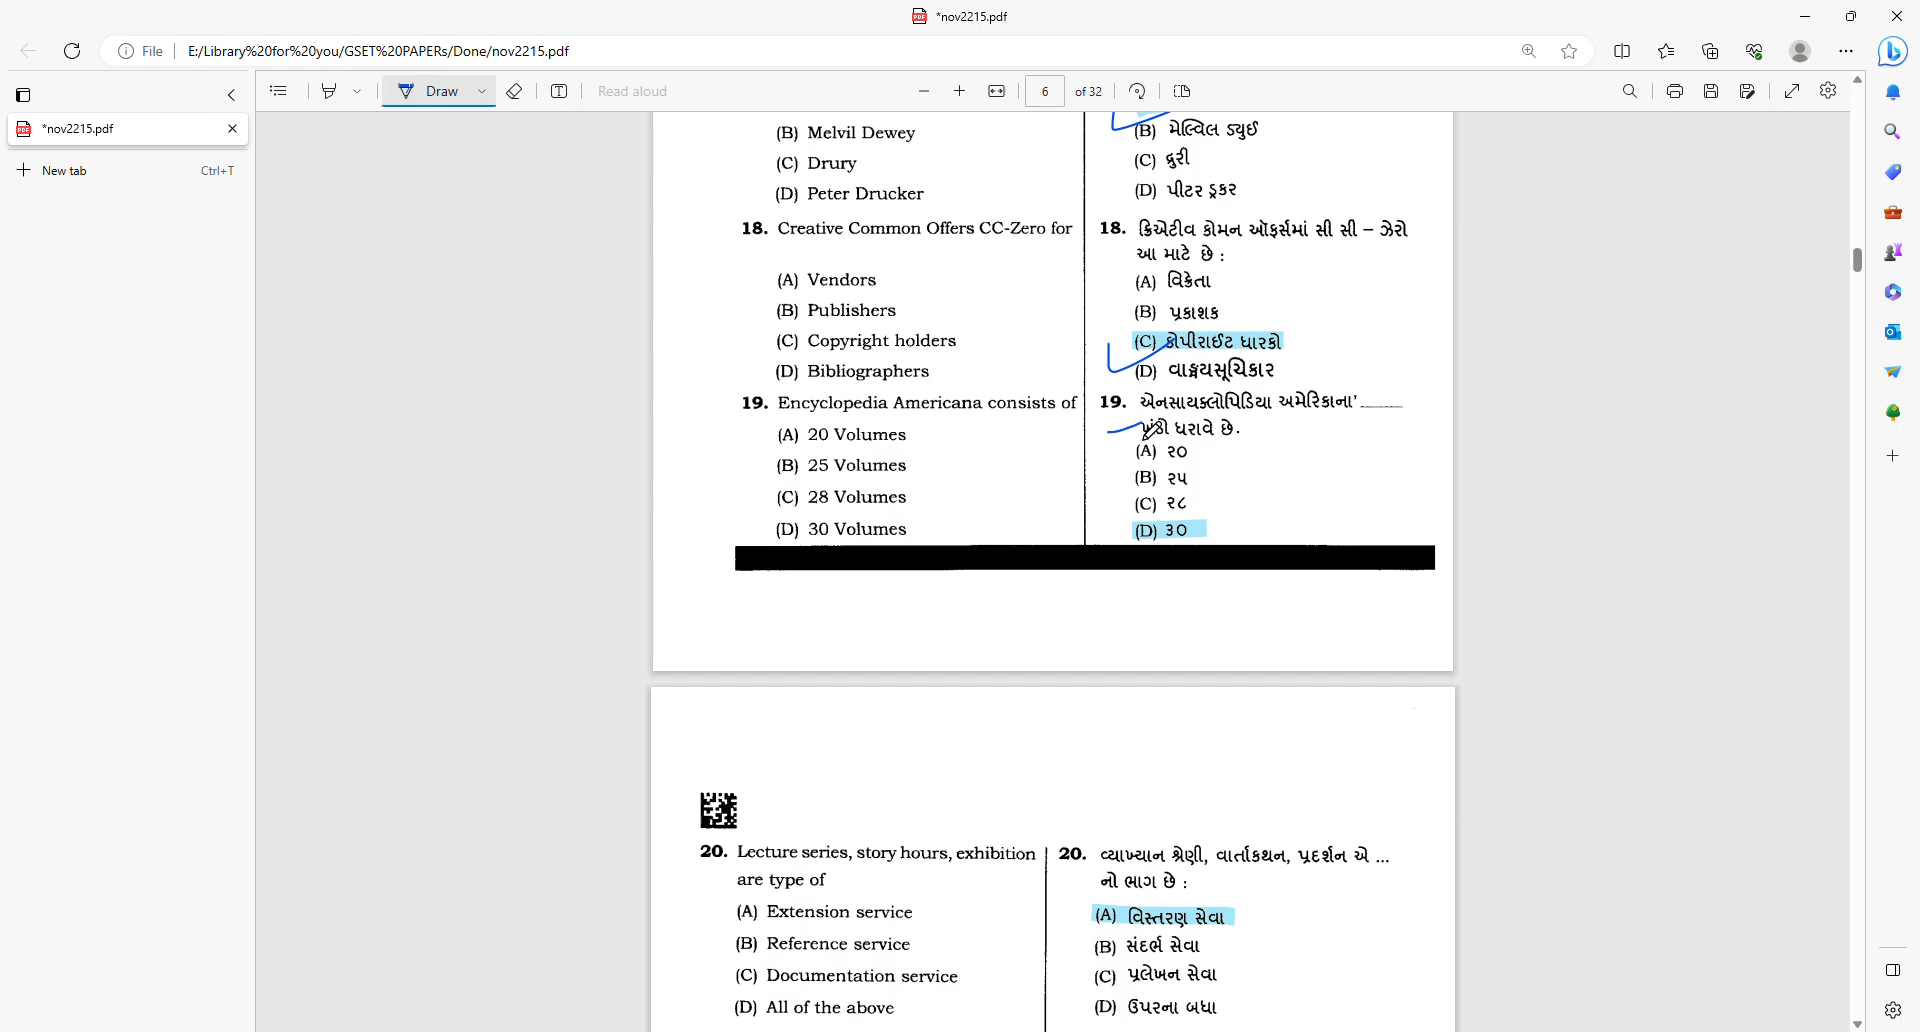 *nov2215.pdf
File
E:/Library%20for%20you/GSET%20PAPERs/Done/nov2215.pdf
*nov2215.pdf
New tab Ctrl+T
Draw
Read aloud
6 of 32
(B) Melvil Dewey
(C) Drury
(D) Peter Drucker
18. Creative Common Offers CC-Zero for
(A) Vendors
(B) Publishers
(C) Copyright holders
(D) Bibliographers
19. Encyclopedia Americana consists of
(A) 20 Volumes
(B) 25 Volumes
(C) 28 Volumes
(D) 30 Volumes
(B) મેલ્વિલ ડ્યુઈ
(C) દ્રુરી
(D) પીટર ડ્રકર
18. ક્રિએટીવ કોમન ઑફર્સમાં સી સી – ઝેરો
આ માટે છે :
(A) વિક્રેતા
(B) પ્રકાશક
(C) કોપીરાઈટ ધારકો
(D) વાઙ્મયસૂચિકાર
19. એનસાયક્લોપિડિયા અમેરિકાના' ____
ખંડો ધરાવે છે.
(A) ૨૦
(B) ૨૫
(C) ૨૮
(D) ૩૦
20. Lecture series, story hours, exhibition
are type of
(A) Extension service
(B) Reference service
(C) Documentation service
(D) All of the above
20. વ્યાખ્યાન શ્રેણી, વાર્તાકથન, પ્રદર્શન એ ...
નો ભાગ છે :
(A) વિસ્તરણ સેવા
(B) સંદર્ભ સેવા
(C) પ્રલેખન સેવા
(D) ઉપરના બધા